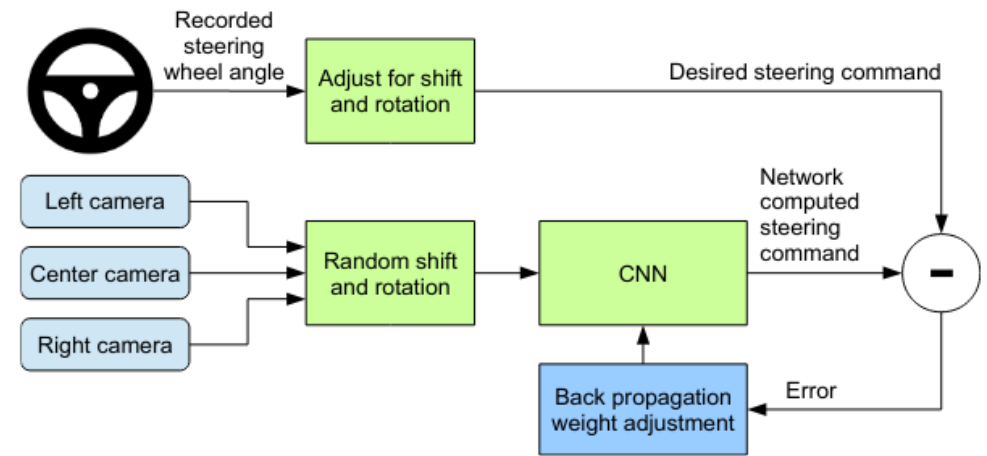 Recorded
steering
wheel angle
Adjust for shift
and rotation
Desired steering command
Left camera
Center camera
Right camera
Random shift
and rotation
CNN
Network
computed
steering
command
-
Back propagation
weight adjustment
Error